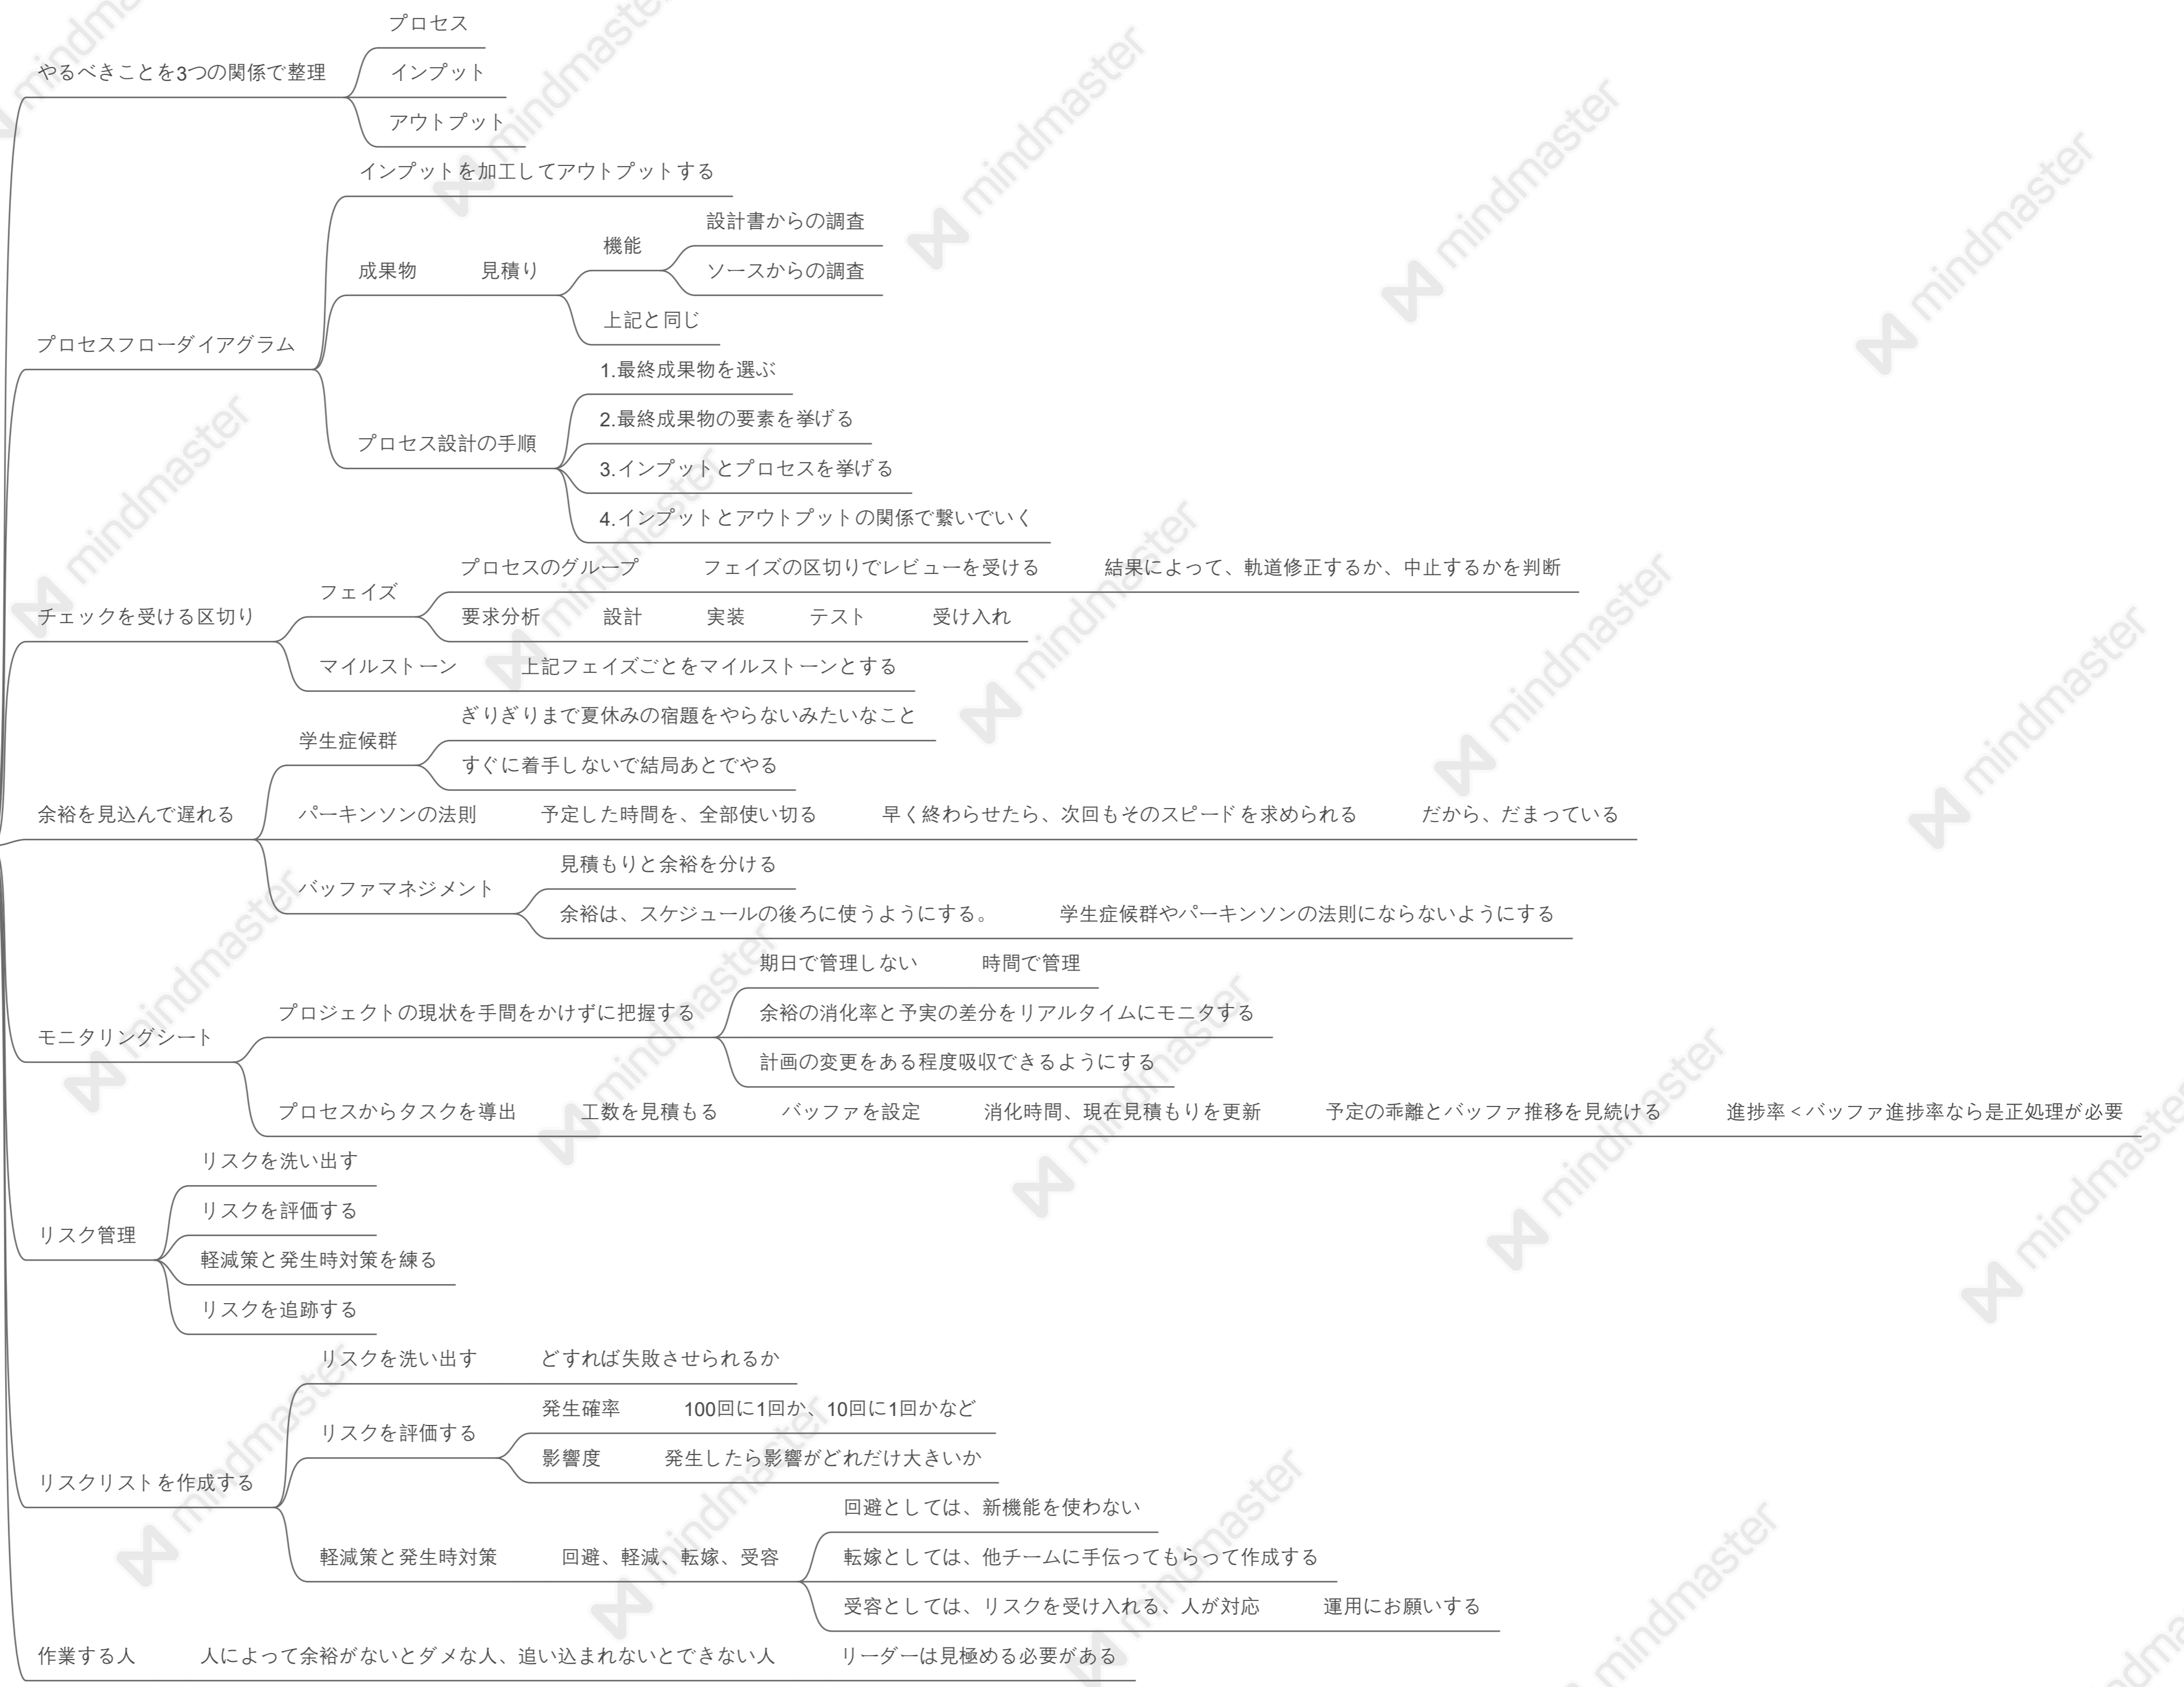 プロセス
やるべきことを3つの関係で整理
インプット
アウトプット
インプットを加工してアウトプットする
設計書からの調査
機能
成果物 見積り
ソースからの調査
上記と同じ
プロセスフローダイアグラム
1.最終成果物を選ぶ
2.最終成果物の要素を挙げる
プロセス設計の手順
3.インプットとプロセスを挙げる
4.インプットとアウトプットの関係で繋いでいく
プロセスのグループ フェイズの区切りでレビューを受ける 結果によって、軌道修正するか、中止するかを判断
フェイズ
チェックを受ける区切り
要求分析 設計 実装 テスト 受け入れ
マイルストーン 上記フェイズごとをマイルストーンとする
ぎりぎりまで夏休みの宿題をやらないみたいなこと
学生症候群
すぐに着手しないで結局あとでやる
余裕を見込んで遅れる
パーキンソンの法則 予定した時間を、全部使い切る 早く終わらせたら、次回もそのスピードを求められる だから、だまっている
見積もりと余裕を分ける
バッファマネジメント
余裕は、スケジュールの後ろに使うようにする。 学生症候群やパーキンソンの法則にならないようにする
期日で管理しない 時間で管理
プロジェクトの現状を手間をかけずに把握する
余裕の消化率と予実の差分をリアルタイムにモニタする
モニタリングシート
計画の変更をある程度吸収できるようにする
プロセスからタスクを導出 工数を見積もる バッファを設定 消化時間、現在見積もりを更新 予定の乖離とバッファ推移を見続ける 進捗率<バッファ進捗率なら是正処理が必要
リスクを洗い出す
リスクを評価する
リスク管理
軽減策と発生時対策を練る
リスクを追跡する
リスクを洗い出す どすれば失敗させられるか
発生確率 100回に1回か、10回に1回かなど
リスクを評価する
影響度 発生したら影響がどれだけ大きいか
リスクリストを作成する
回避としては、新機能を使わない
軽減策と発生時対策 回避、軽減、転嫁、受容
転嫁としては、他チームに手伝ってもらって作成する
受容としては、リスクを受け入れる、人が対応 運用にお願いする
作業する人 人によって余裕がないとダメな人、追い込まれないとできない人 リーダーは見極める必要がある
mindmaster